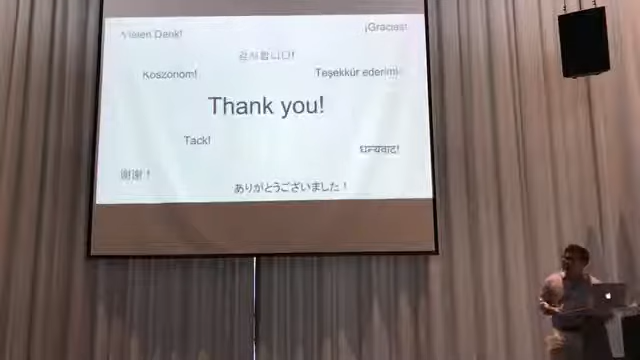 Vielen Dank!
¡Gracias!
감사합니다!
Koszonom!
Teşekkür ederim!
Thank you!
Tack!
धन्यवाद!
谢谢！
ありがとうございました！